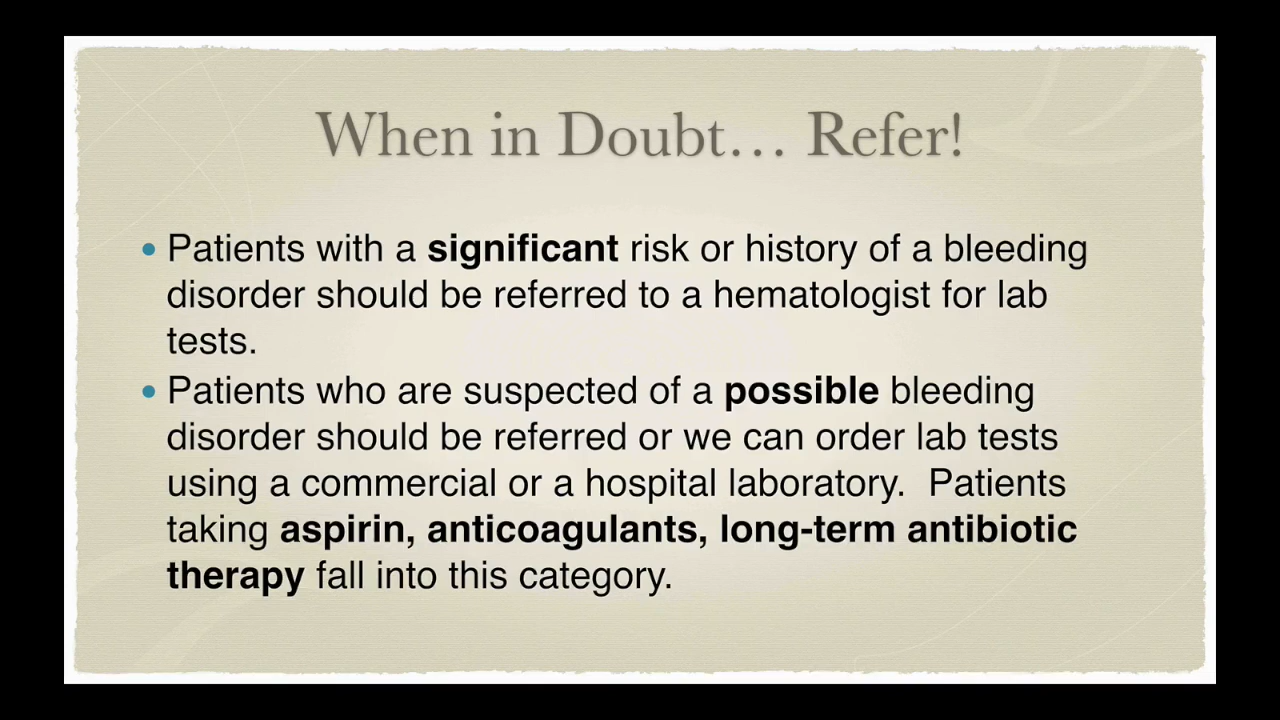 When in Doubt… Refer!
• Patients with a significant risk or history of a bleeding
disorder should be referred to a hematologist for lab
tests.
• Patients who are suspected of a possible bleeding
disorder should be referred or we can order lab tests
using a commercial or a hospital laboratory.  Patients
taking aspirin, anticoagulants, long-term antibiotic
therapy fall into this category.